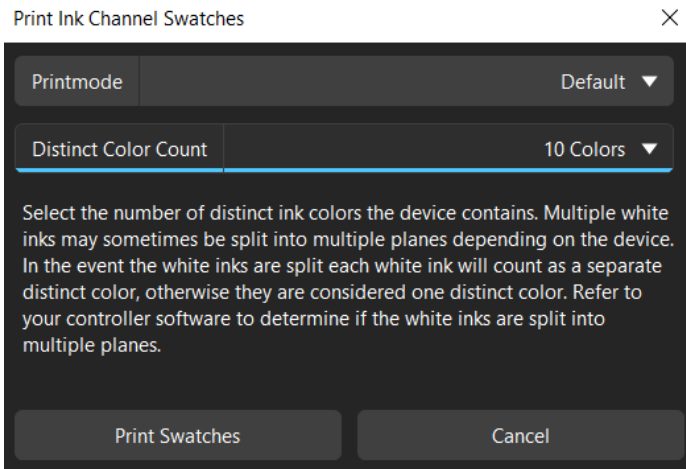 Print Ink Channel Swatches
Printmode Default
Distinct Color Count 10 Colors
Select the number of distinct ink colors the device contains. Multiple white
inks may sometimes be split into multiple planes depending on the device.
In the event the white inks are split each white ink will count as a separate
distinct color, otherwise they are considered one distinct color. Refer to
your controller software to determine if the white inks are split into
multiple planes.
Print Swatches Cancel